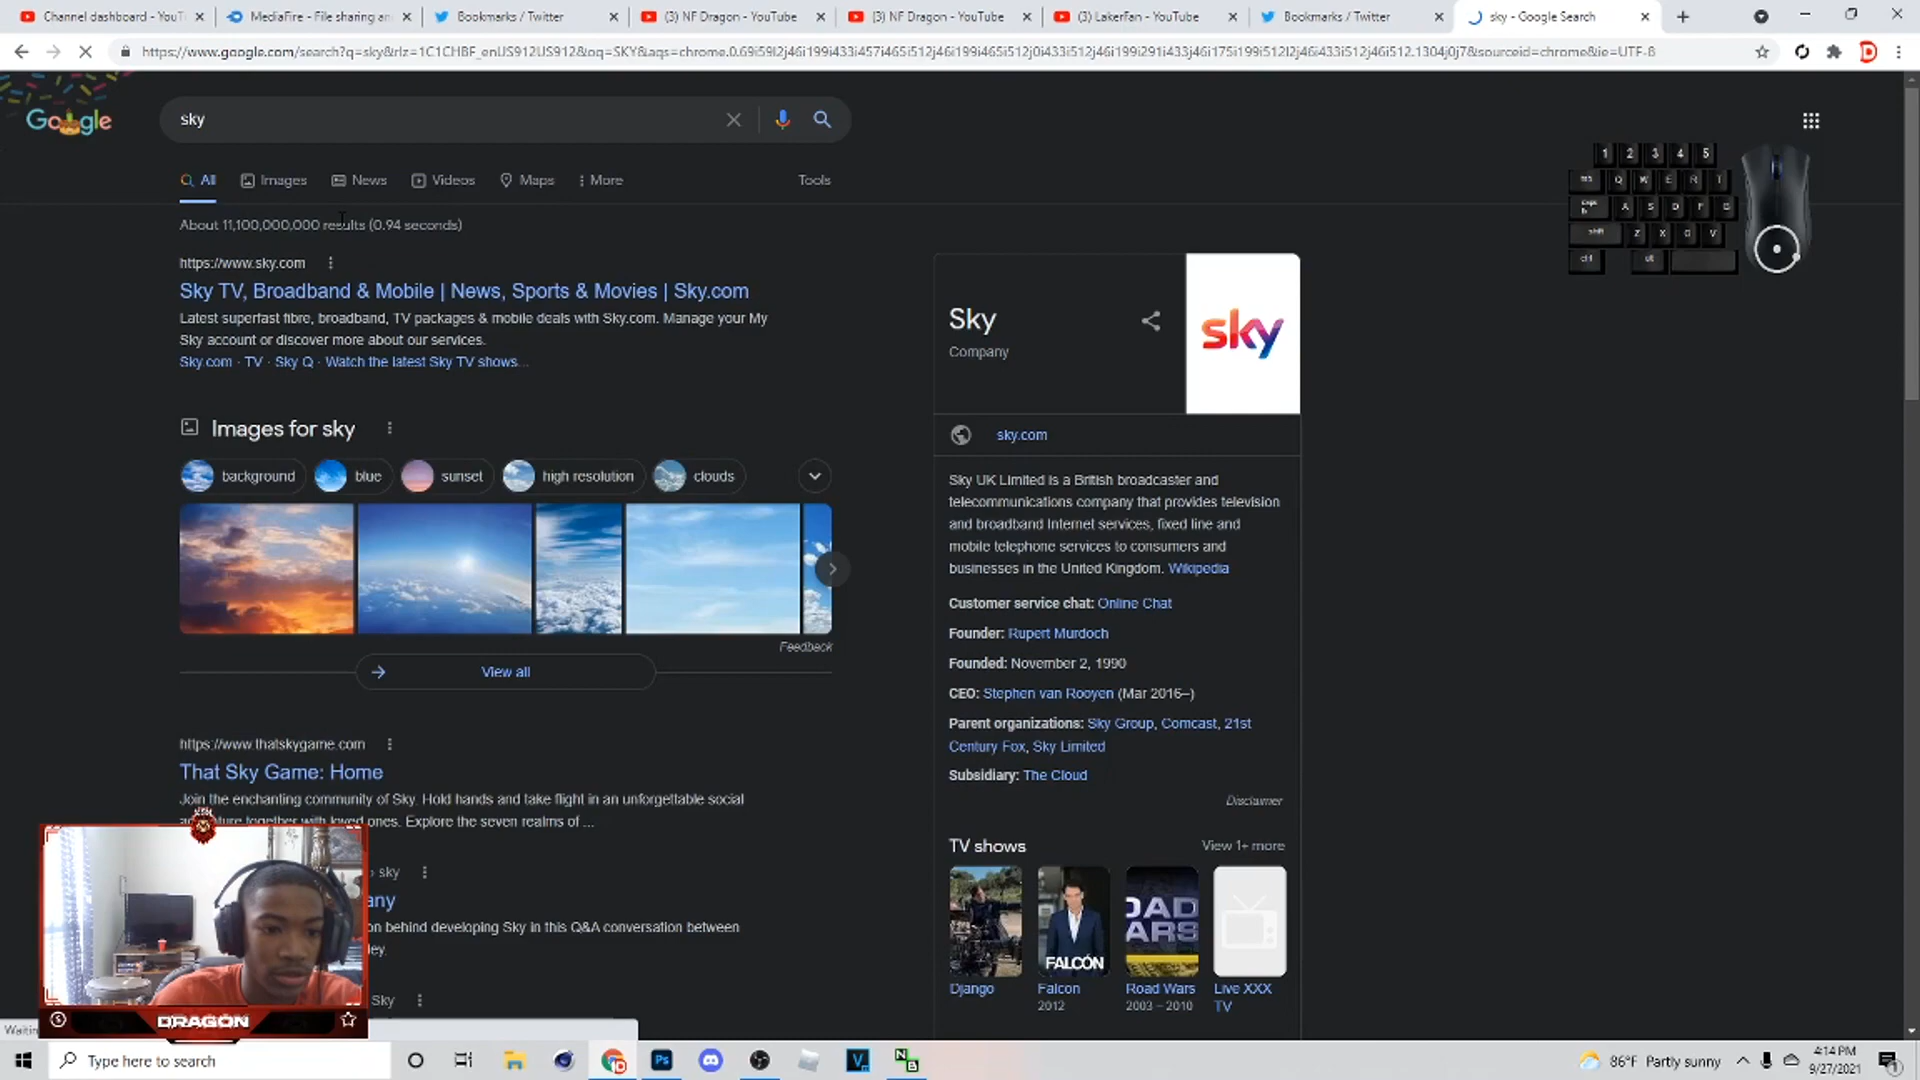 Channel dashboard - YouT
MediaFire - File sharing an
Bookmarks / Twitter
(3) NF Dragon - YouTube
(3) NF Dragon - YouTube
(3) LakerFan - YouTube
Bookmarks / Twitter
sky - Google Search
Google
sky
All
Images
News
Videos
Maps
More
Tools
About 11,100,000,000 results (0.94 seconds)
https://www.sky.com
Sky TV, Broadband & Mobile | News, Sports & Movies | Sky.com
Latest superfast fibre, broadband, TV packages & mobile deals with Sky.com. Manage your My
Sky account or discover more about our services.
Sky.com · TV · Sky Q · Watch the latest Sky TV shows...
Images for sky
background
blue
sunset
high resolution
clouds
Feedback
View all
https://www.thatskygame.com
That Sky Game: Home
Join the enchanting community of Sky. Hold hands and take flight in an unforgettable social
adventure together with loved ones. Explore the seven realms of ...
› sky
any
on behind developing Sky in this Q&A conversation between
ley.
Sky
DRAGON
Sky
Company
sky
sky.com
Sky UK Limited is a British broadcaster and
telecommunications company that provides television
and broadband Internet services, fixed line and
mobile telephone services to consumers and
businesses in the United Kingdom. Wikipedia
Customer service chat: Online Chat
Founder: Rupert Murdoch
Founded: November 2, 1990
CEO: Stephen van Rooyen (Mar 2016–)
Parent organizations: Sky Group, Comcast, 21st
Century Fox, Sky Limited
Subsidiary: The Cloud
Disclaimer
TV shows
View 1+ more
FALCÓN
Django
Falcon
2012
Road Wars
2003 – 2010
Live XXX
TV
1 2 3 4 5
Q W E R T
A S D F G
shift Z X C V
ctrl alt
Type here to search
Ps
V
N
86°F Partly sunny
4:14 PM
9/27/2021